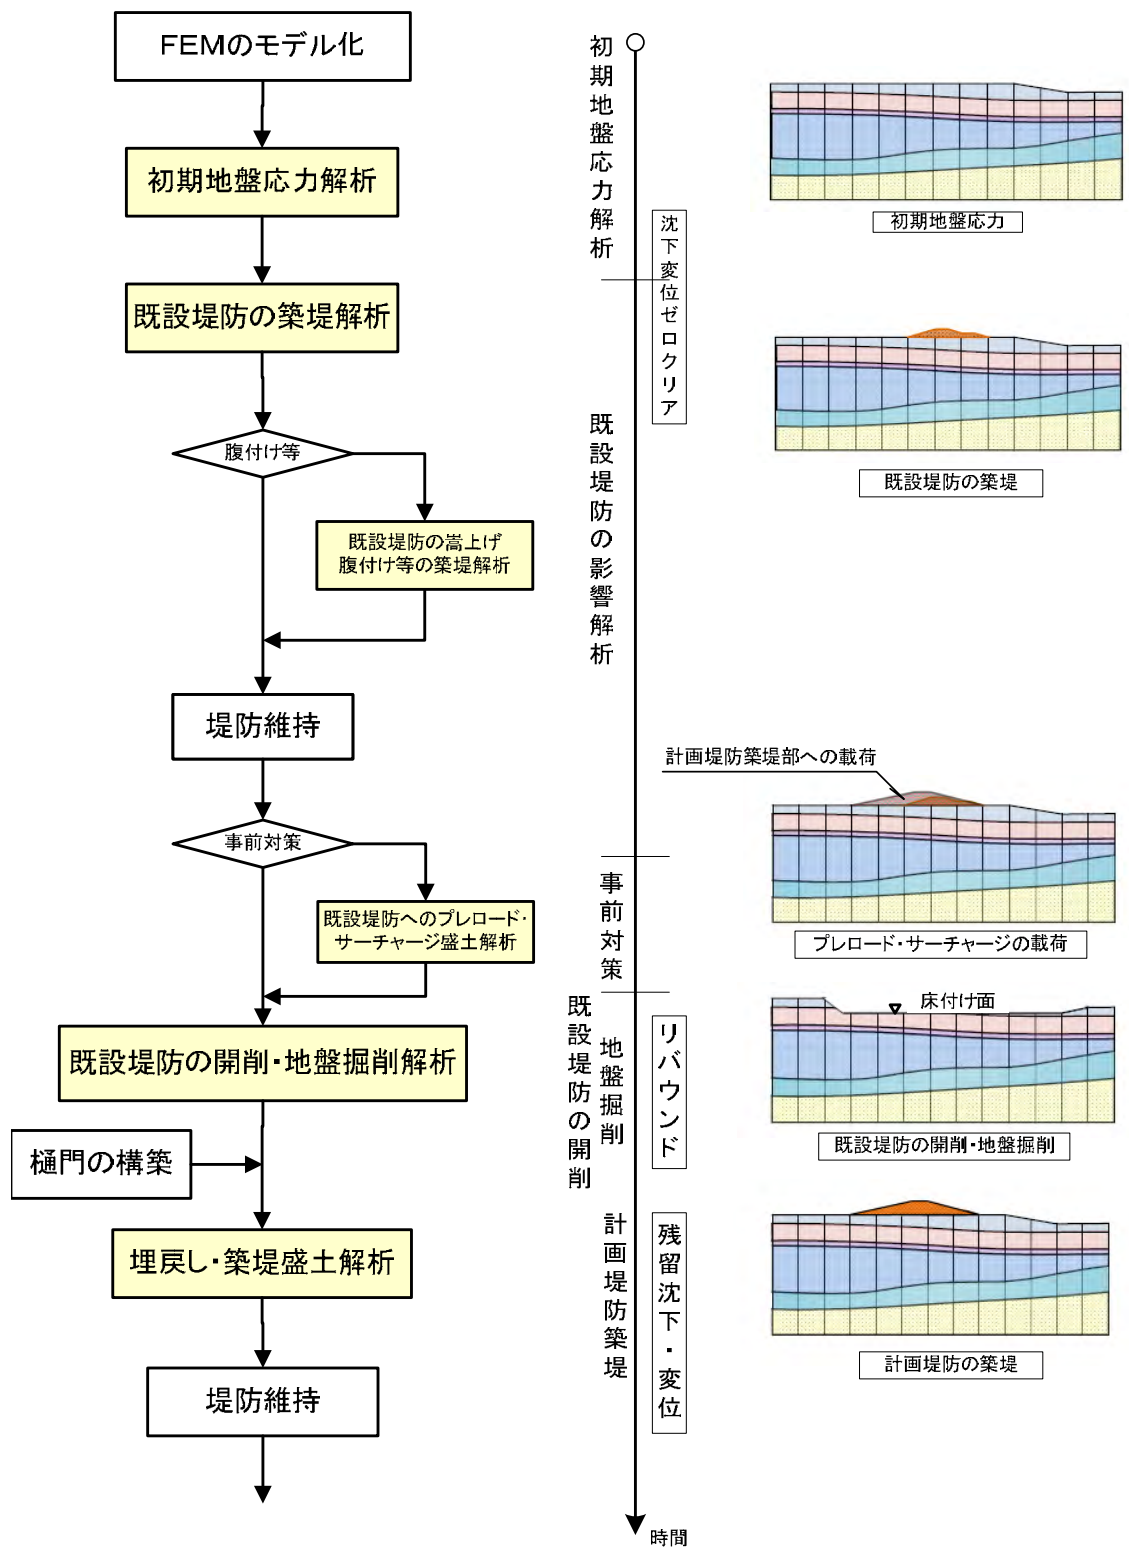 FEMのモデル化
初期地盤応力解析
既設堤防の築堤解析
腹付け等
既設堤防の嵩上げ
腹付け等の築堤解析
堤防維持
事前対策
既設堤防へのプレロード・
サーチャージ盛土解析
既設堤防の開削・地盤掘削解析
樋門の構築
埋戻し・築堤盛土解析
堤防維持
初期地盤応力解析
沈下変位ゼロクリア
既設堤防の影響解析
事前対策
既設堤防の開削
地盤掘削
リバウンド
計画堤防築堤
残留沈下・変位
時間
初期地盤応力
既設堤防の築堤
計画堤防築堤部への載荷
プレロード・サーチャージの載荷
床付け面
既設堤防の開削・地盤掘削
計画堤防の築堤